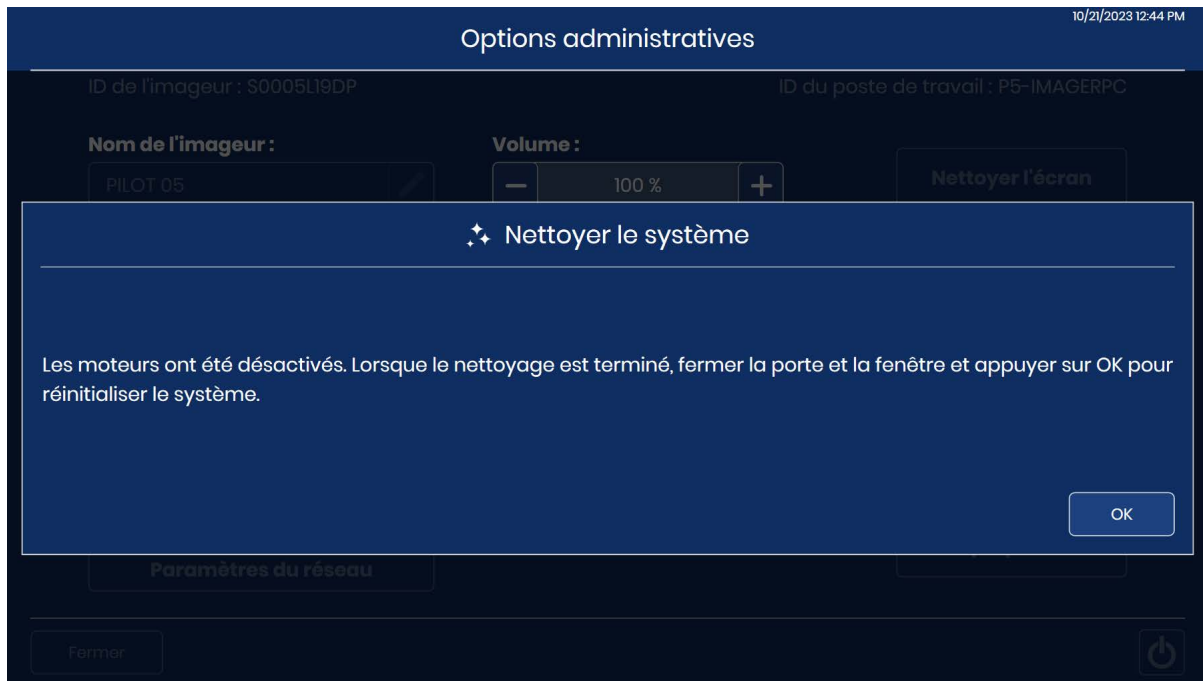 10/21/2023 12:44 PM
Options administratives
ID de l'imageur : S0005L19DP
ID du poste de travail : P5-IMAGERPC
Nom de l'imageur :
Volume :
PILOT 05
100 %
Nettoyer l'écran
Nettoyer le système
Les moteurs ont été désactivés. Lorsque le nettoyage est terminé, fermer la porte et la fenêtre et appuyer sur OK pour
réinitialiser le système.
OK
Paramètres du réseau
Fermer